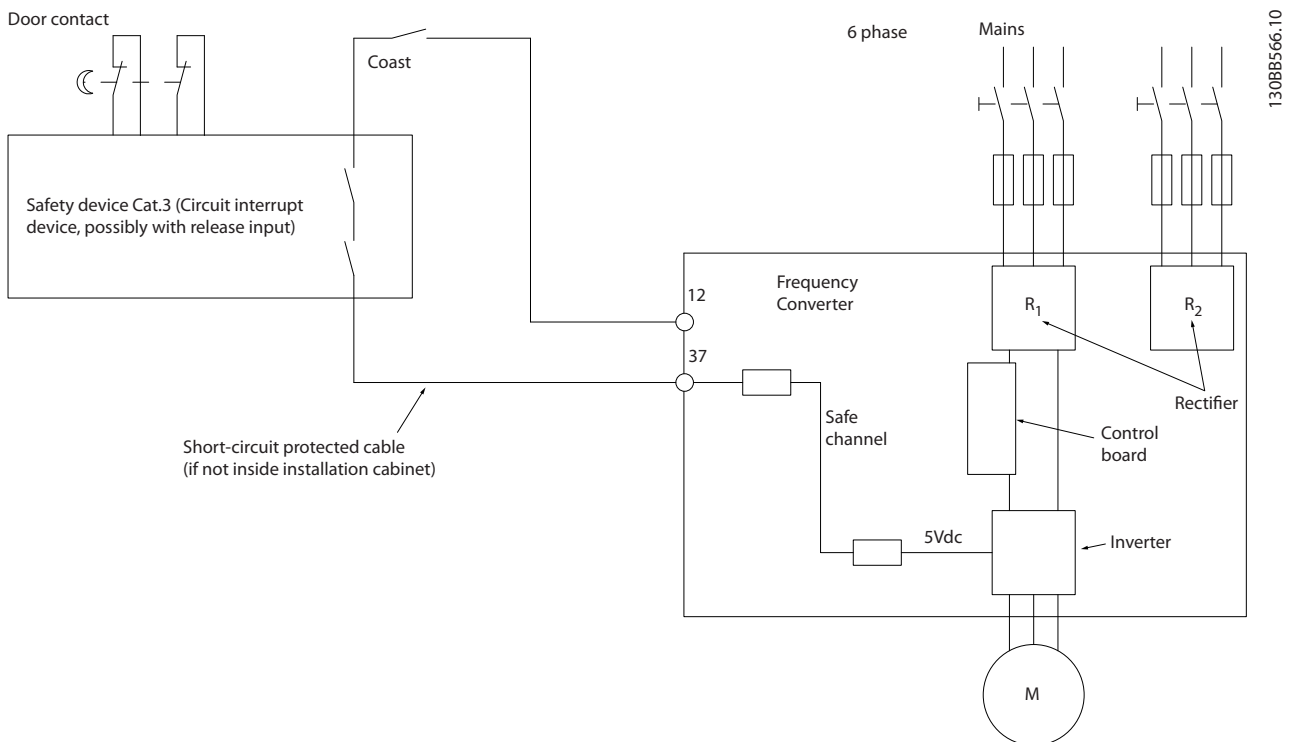 Door contact
Coast
6 phase
Mains
130BB566.10
Safety device Cat.3 (Circuit interrupt
device, possibly with release input)
12
Frequency
Converter
R1
R2
37
Safe
channel
Rectifier
Control
board
Short-circuit protected cable
(if not inside installation cabinet)
5Vdc
Inverter
M